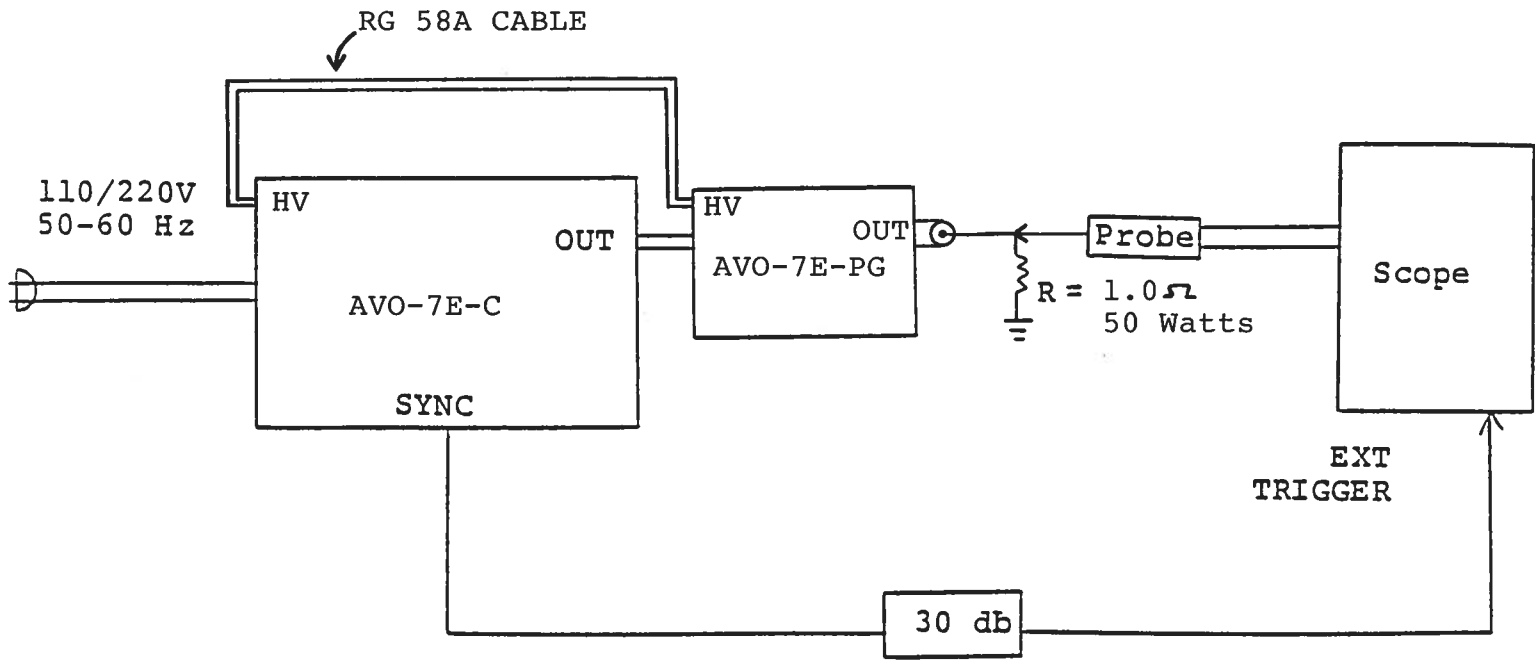 RG 58A CABLE
110/220V
50-60 Hz
HV
OUT
AVO-7E-C
SYNC
HV
OUT
AVO-7E-PG
R = 1.0Ω
50 Watts
Probe
Scope
EXT
TRIGGER
30 db